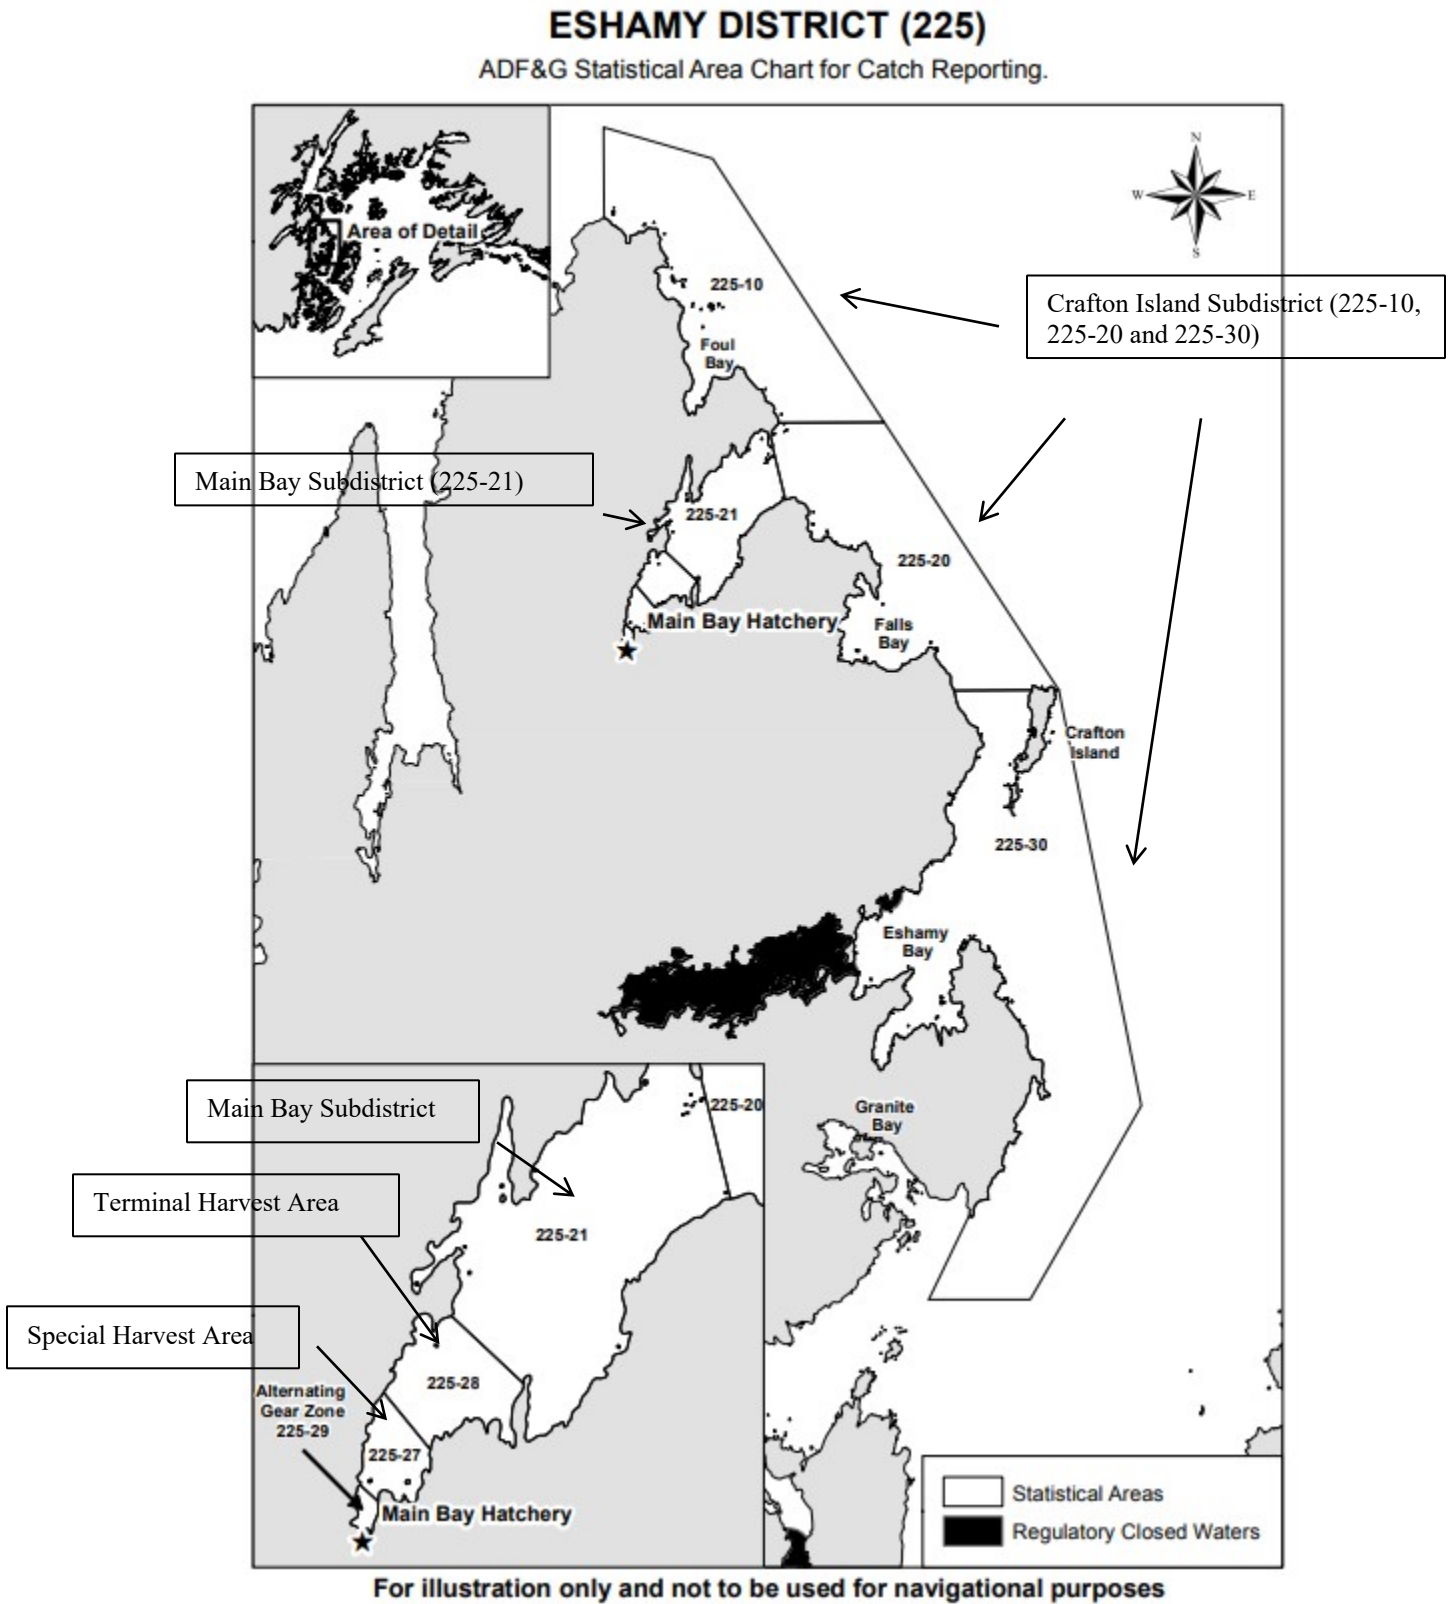 ESHAMY DISTRICT (225)
ADF&G Statistical Area Chart for Catch Reporting.
N
W
E
S
Area of Detail
225-10
Crafton Island Subdistrict (225-10,
225-20 and 225-30)
Foul
Bay
Main Bay Subdistrict (225-21)
225-21
225-20
Main Bay Hatchery
Falls
Bay
Crafton
Island
225-30
Eshamy
Bay
Main Bay Subdistrict
225-20
Granite
Bay
Terminal Harvest Area
225-21
Special Harvest Area
225-28
Alternating
Gear Zone
225-29
225-27
Main Bay Hatchery
Statistical Areas
Regulatory Closed Waters
For illustration only and not to be used for navigational purposes